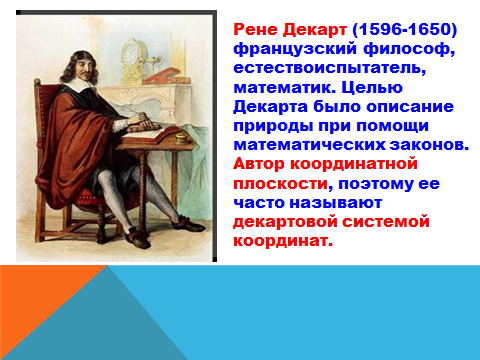 Рене Декарт (1596-1650)
французский философ,
естествоиспытатель,
математик. Целью
Декарта было описание
природы при помощи
математических законов.
Автор координатной
плоскости, поэтому ее
часто называют
декартовой системой
координат.